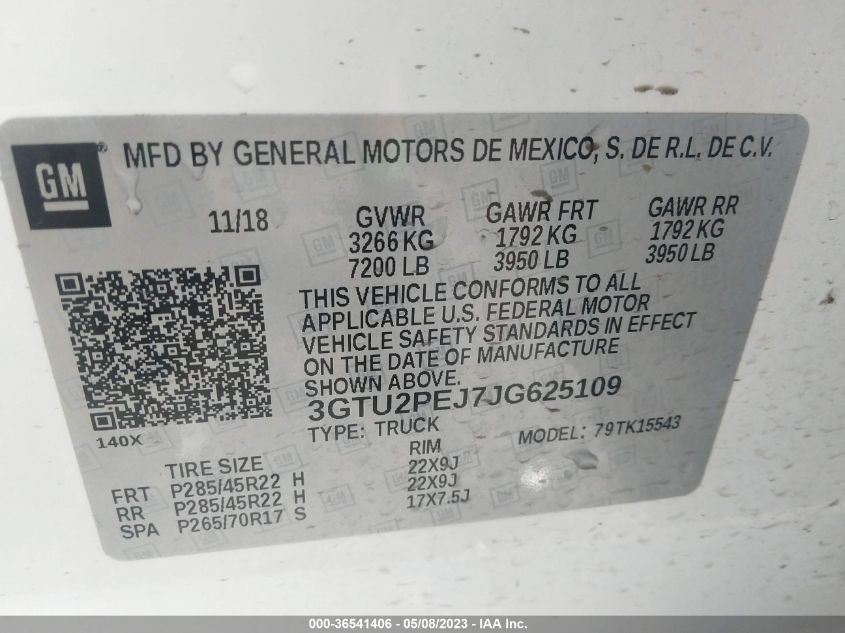 GM
MFD BY GENERAL MOTORS DE MEXICO, S. DE R.L. DE C.V.
11/18
GVWR GAWR FRT GAWR RR
3266 KG 1792 KG 1792 KG
7200 LB 3950 LB 3950 LB
THIS VEHICLE CONFORMS TO ALL
APPLICABLE U.S. FEDERAL MOTOR
VEHICLE SAFETY STANDARDS IN EFFECT
ON THE DATE OF MANUFACTURE
SHOWN ABOVE.
3GTU2PEJ7JG625109
140X
TYPE: TRUCK MODEL: 79TK15543
TIRE SIZE RIM
FRT P285/45R22 H 22X9J
RR P285/45R22 H 22X9J
SPA P265/70R17 S 17X7.5J
000-36541406 - 05/08/2023 - IAA Inc.